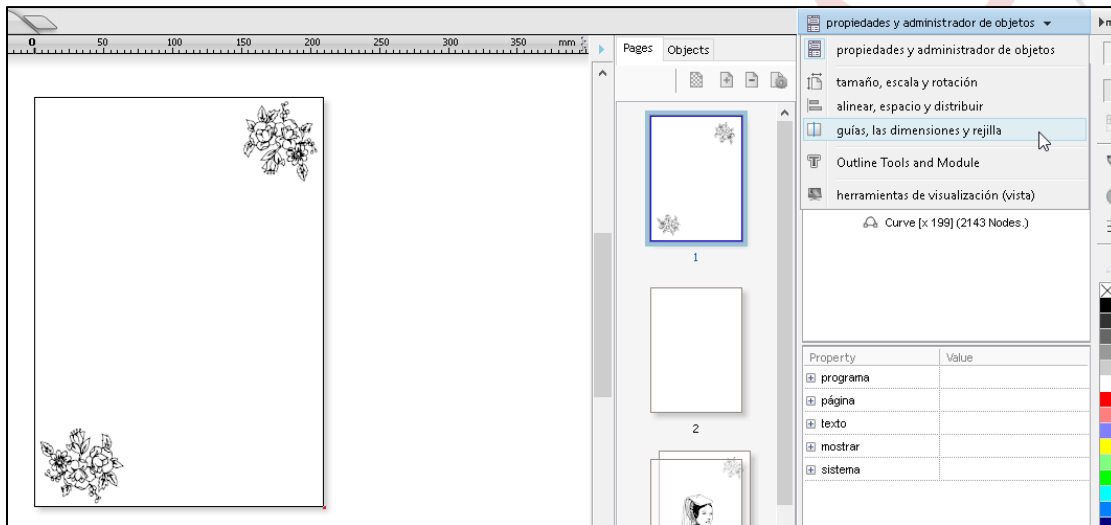 propiedades y administrador de objetos
0 50 100 150 200 250 300 350 mm
Pages Objects
propiedades y administrador de objetos
tamaño, escala y rotación
alinear, espacio y distribuir
guías, las dimensiones y rejilla
Outline Tools and Module
herramientas de visualización (vista)
Curve [x 199] (2143 Nodes.)
1
Property Value
programa
página
texto
2
mostrar
sistema